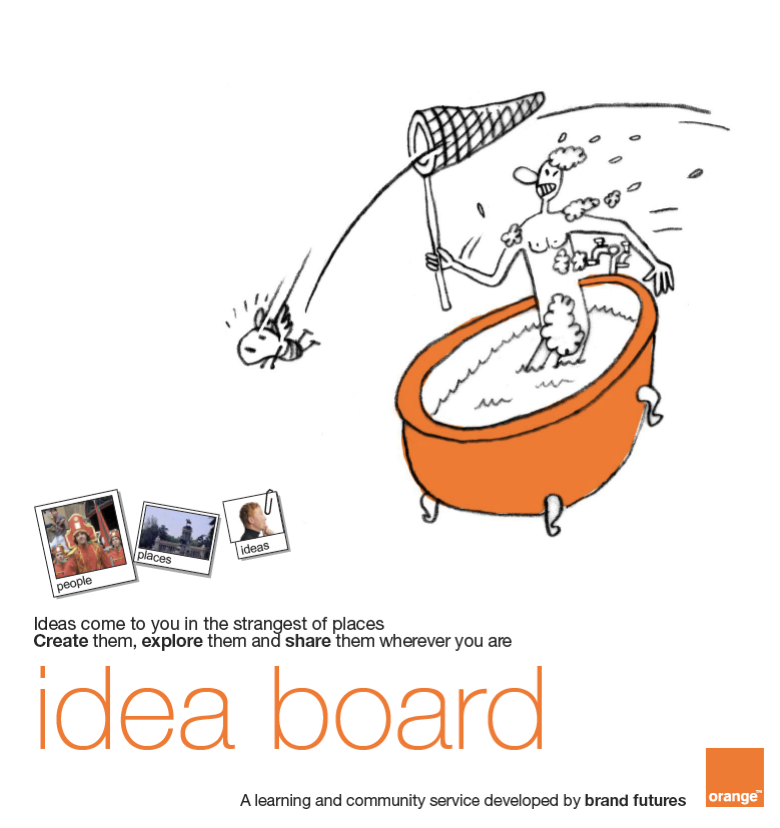 people
places
ideas
Ideas come to you in the strangest of places
Create them, explore them and share them wherever you are
idea board
A learning and community service developed by brand futures
orange™